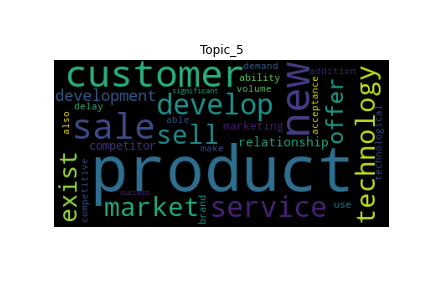 Topic_5
customer
new
demand
addition
ability
significant
volume
development
delay
develop
offer
technology
also
sale
sell
marketing
acceptance
technological
competitor
able
make
relationship
exist
product
competitive
success
market
brand
service
use